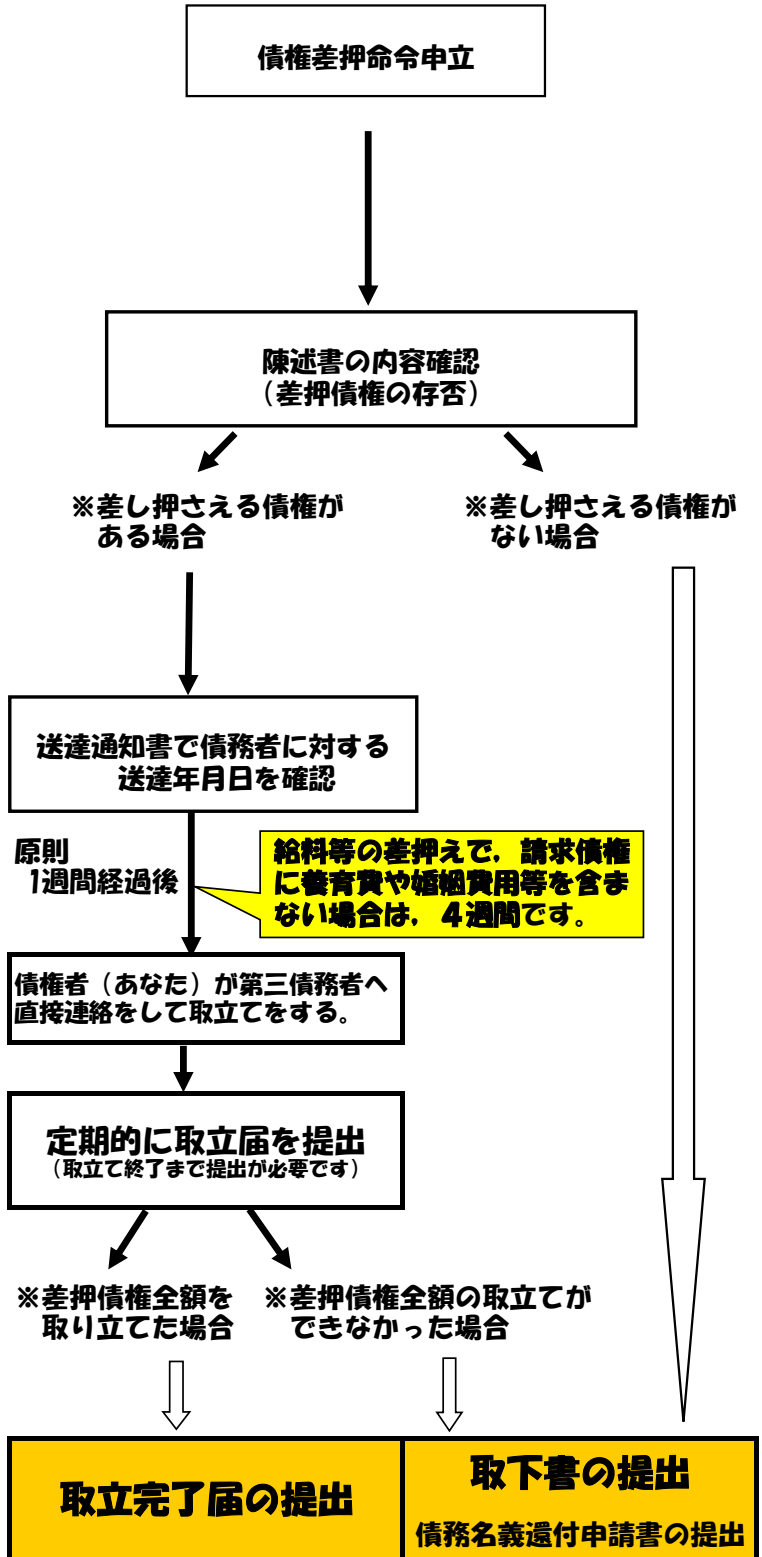 債権差押命令申立
陳述書の内容確認
（差押債権の存否）
※差し押さえる債権が
ある場合
※差し押さえる債権が
ない場合
送達通知書で債務者に対する
送達年月日を確認
原則
1週間経過後
給料等の差押えで，請求債権
に養育費や婚姻費用等を含ま
ない場合は，４週間です。
債権者（あなた）が第三債務者へ
直接連絡をして取立てをする。
定期的に取立届を提出
（取立て終了まで提出が必要です）
※差押債権全額を
取り立てた場合
※差押債権全額の取立てが
できなかった場合
取立完了届の提出
取下書の提出
債務名義還付申請書の提出